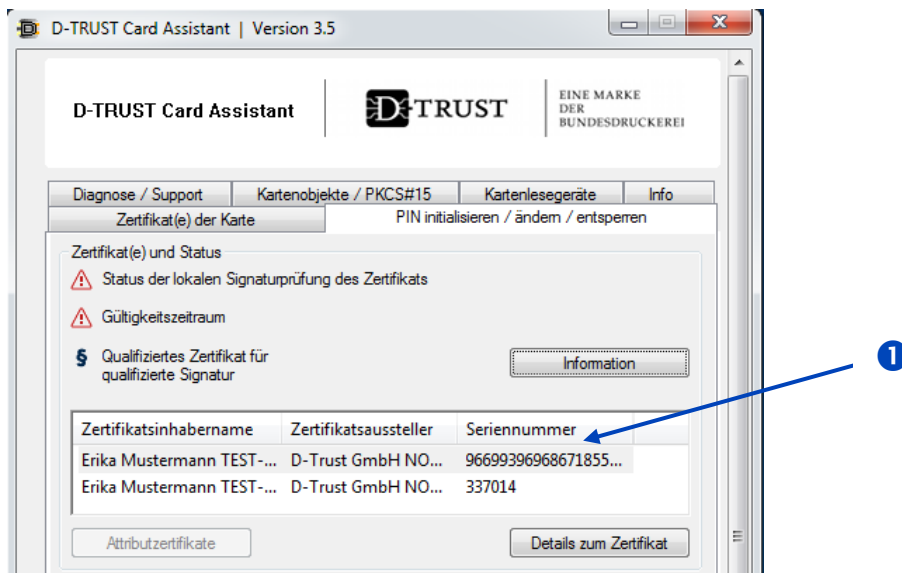 D-TRUST Card Assistant | Version 3.5
D-TRUST Card Assistant
D-TRUST
EINE MARKE
DER
BUNDESDRUCKEREI
Diagnose / Support
Kartenobjekte / PKCS#15
Kartenlesegeräte
Info
Zertifikat(e) der Karte
PIN initialisieren / ändern / entsperren
Zertifikat(e) und Status
Status der lokalen Signaturprüfung des Zertifikats
Gültigkeitszeitraum
§ Qualifiziertes Zertifikat für
qualifizierte Signatur
Information
1
Zertifikatsinhabername Zertifikatsaussteller Seriennummer
Erika Mustermann TEST-... D-Trust GmbH NO... 96699396968671855...
Erika Mustermann TEST-... D-Trust GmbH NO... 337014
Attributzertifikate
Details zum Zertifikat